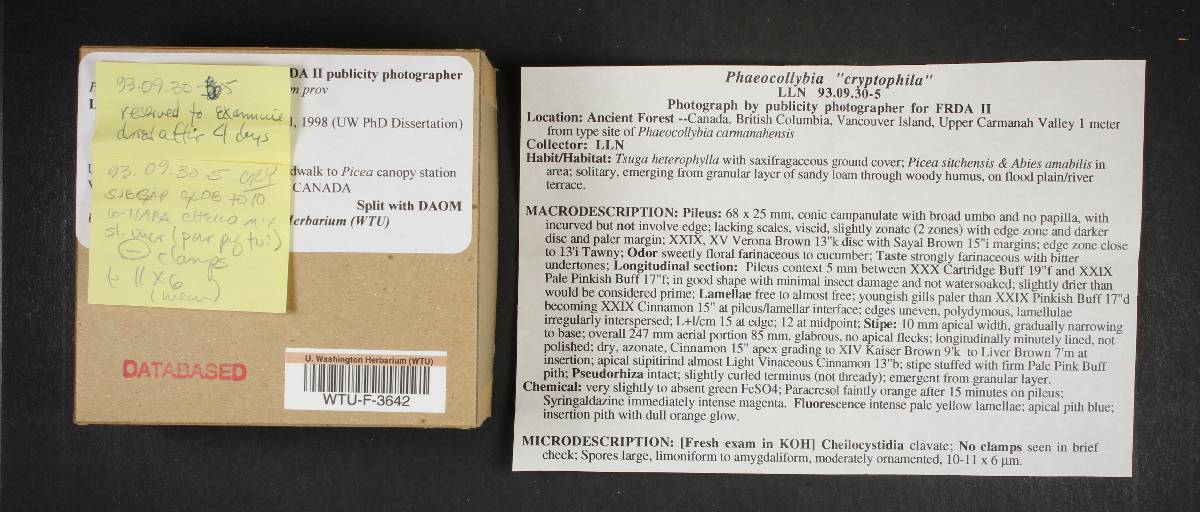 93.09.30-5
reserved to examine
dried after 4 days
93.09.30 5
SUBCAP GLOB TO 10
clamps
11 X 6
(mean)
DA II publicity photographer
n prov
L
, 1998 (UW PhD Dissertation)
dwalk to Picea canopy station
CANADA
Split with DAOM
erbarium (WTU)
DATABASED
U. Washington Herbarium (WTU)
WTU-F-3642
Phaeocollybia "cryptophila"
LLN 93.09.30-5
Photograph by publicity photographer for FRDA II
Location: Ancient Forest --Canada, British Columbia, Vancouver Island, Upper Carmanah Valley 1 meter
from type site of Phaeocollybia carmanahensis
Collector: LLN
Habit/Habitat: Tsuga heterophylla with saxifragaceous ground cover; Picea sitchensis & Abies amabilis in
area; solitary, emerging from granular layer of sandy loam through woody humus, on flood plain/river
terrace.
MACRODESCRIPTION: Pileus: 68 x 25 mm, conic campanulate with broad umbo and no papilla, with
incurved but not involve edge; lacking scales, viscid, slightly zonate (2 zones) with edge zone and darker
disc and paler margin; XXIX, XV Verona Brown 13"k disc with Sayal Brown 15"i margins; edge zone close
to 13'i Tawny; Odor sweetly floral farinaceous to cucumber; Taste strongly farinaceous with bitter
undertones; Longitudinal section: Pileus context 5 mm between XXX Cartridge Buff 19"f and XXIX
Pale Pinkish Buff 17"f; in good shape with minimal insect damage and not watersoaked; slightly drier than
would be considered prime; Lamellae free to almost free; youngish gills paler than XXIX Pinkish Buff 17"d
becoming XXIX Cinnamon 15" at pileus/lamellar interface; edges uneven, polydymous, lamellulae
irregularly interspersed; L+l/cm 15 at edge; 12 at midpoint; Stipe: 10 mm apical width, gradually narrowing
to base; overall 247 mm aerial portion 85 mm, glabrous, no apical flecks; longitudinally minutely lined, not
polished; dry, azonate, Cinnamon 15" apex grading to XIV Kaiser Brown 9'k to Liver Brown 7'm at
insertion; apical stipitirind almost Light Vinaceous Cinnamon 13"b; stipe stuffed with firm Pale Pink Buff
pith; Pseudorhiza intact; slightly curled terminus (not thready); emergent from granular layer.
Chemical: very slightly to absent green FeSO4; Paracresol faintly orange after 15 minutes on pileus;
Syringaldazine immediately intense magenta. Fluorescence intense pale yellow lamellae; apical pith blue;
insertion pith with dull orange glow.
MICRODESCRIPTION: [Fresh exam in KOH] Cheilocystidia clavate; No clamps seen in brief
check; Spores large, limoniform to amygdaliform, moderately ornamented, 10-11 x 6 µm.